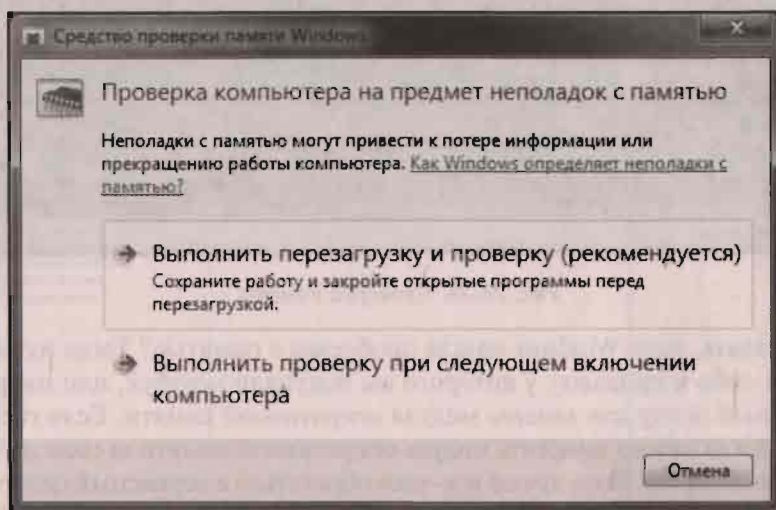 Средство проверки памяти Windows
Проверка компьютера на предмет неполадок с памятью
Неполадки с памятью могут привести к потере информации или
прекращению работы компьютера. Как Windows определяет неполадки с
памятью?
Выполнить перезагрузку и проверку (рекомендуется)
Сохраните работу и закройте открытые программы перед
перезагрузкой.
Выполнить проверку при следующем включении
компьютера
Отмена